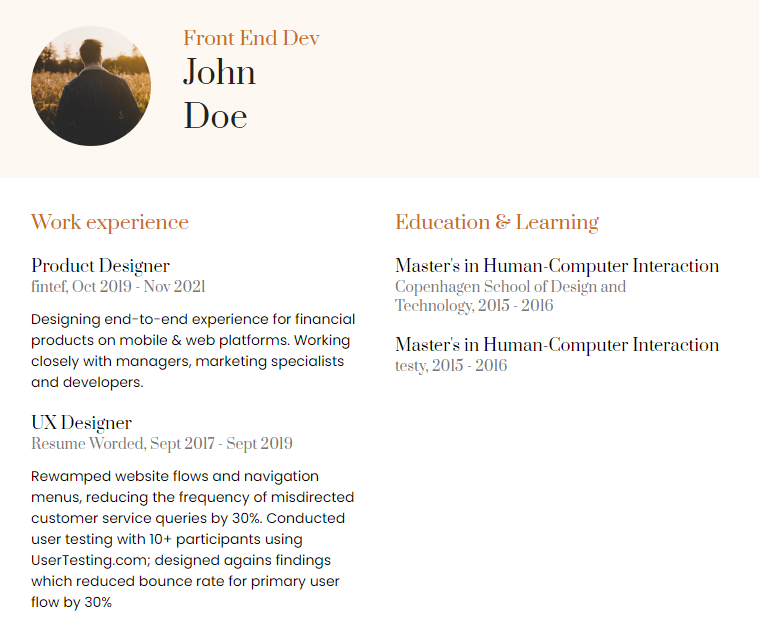 Front End Dev
John
Doe
Work experience
Product Designer
fintef, Oct 2019 - Nov 2021
Designing end-to-end experience for financial
products on mobile & web platforms. Working
closely with managers, marketing specialists
and developers.
UX Designer
Resume Worded, Sept 2017 - Sept 2019
Rewamped website flows and navigation
menus, reducing the frequency of misdirected
customer service queries by 30%. Conducted
user testing with 10+ participants using
UserTesting.com; designed agains findings
which reduced bounce rate for primary user
flow by 30%
Education & Learning
Master's in Human-Computer Interaction
Copenhagen School of Design and
Technology, 2015 - 2016
Master's in Human-Computer Interaction
testy, 2015 - 2016